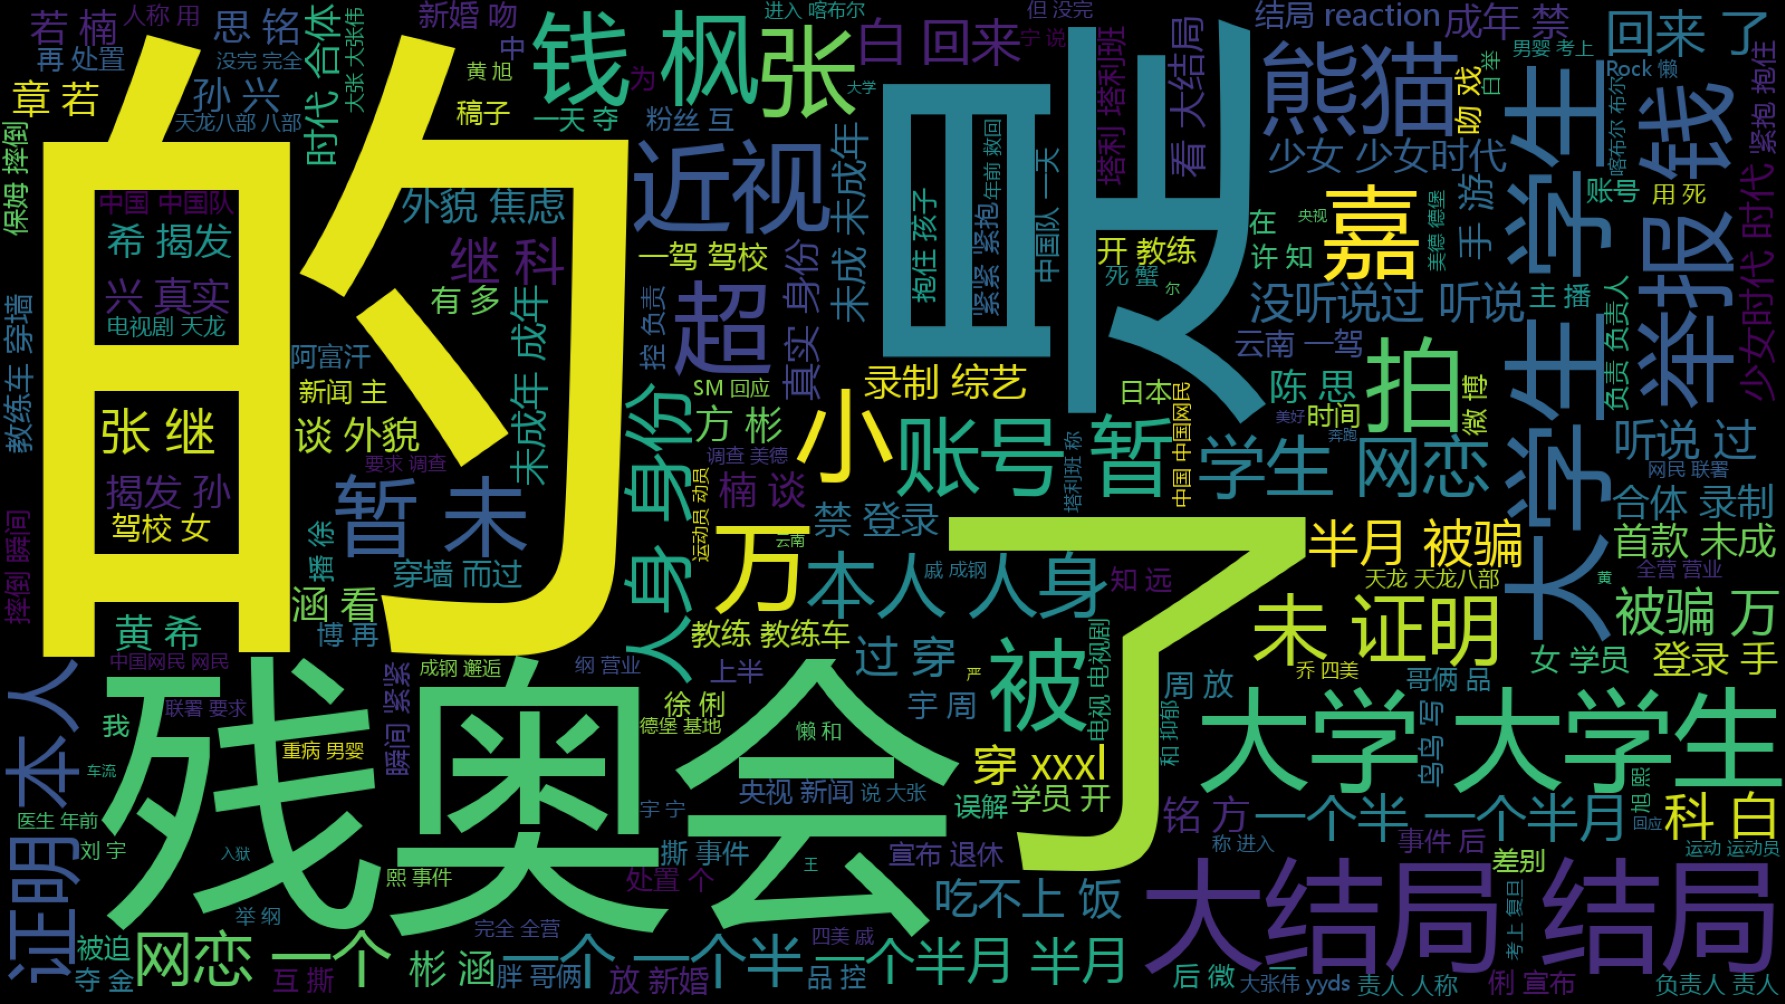 若楠
人称 用
思铭
再 处置
没完 完全
章 若
孙 兴
天龙八部 八部
时代 合体
大张 大张伟
新婚 吻
中
黄 旭
稿子
钱 枫
一天 夺
为
粉丝 互
进入 喀布尔
张
大学
白 回来
但 没完
宁 说
结局 reaction
成年 禁
回来 了
男婴 考上
Rock 懒
白 举
吻 戏
熊猫
少女 少女时代
看 大结局
塔利 塔利班
大学生 大学生
举报 钱
紧抱 抱住
喀布尔 布尔
账单
用 死
少女时代 时代
保姆 摔倒
的
中国 中国队
希 揭发
兴 真实
电视剧 天龙
外貌 焦虑
继 科
有 多
近视
未成 未成年
一驾 驾校
超
真实 身份
控 负责
抱住 孩子
紧紧 紧抱
年前 救回
中国队 一天
开 教练
死 蟹
尔
在
央视
许 知
嘉
美德 德堡
手 游
没听说过 听说
主 播
负责 负责人
教练车 穿墙
阿富汗
新闻 主
谈 外貌
未成年 成年
张 继
揭发 孙
要求 调查
驾校 女
暂 未
穿墙 而过
播 徐
涵 看
博 再
黄 希
SM 回应
方 彬
录制 综艺
小
调查 美德
运动员 动员
楠 谈
人身 身份
账号 暂
塔利班 称
日本
中国 中国网民
云南 一驾
陈 思
美好
时间
奔跑
拍
微 博
学生 网恋
听说 过
网民 联署
合体 录制
禁 登录
万
云南
本人 人身
戚 成钢
知 远
了
半月 被骗
首款 未成
天龙 天龙八部
全营 营业
黄
未 证明
被骗 万
摔倒 瞬间
中国网民 网民
成钢 邂逅
纲 营业
上半
教练 教练车
过 穿
严
被
电视 电视剧
乔 四美
女 学员
登录 手
哥俩 品
周 放
宇 周
徐 俐
德堡 基地
懒 和
瞬间 紧紧
联署 要求
我
重病 男婴
本人
车流
残奥会
和 抑郁
穿 xxxl
央视 新闻
说 大张
误解
学员 开
大学 大学生
写 鸟鸟
旭 熙
医生 年前
刘 宇
入狱
宇 宁
撕 事件
宣布 退休
王
铭 方
一个半 一个半月
回应
科 白
称 进入
事件 后
差别
运动 运动员
证明
熙 事件
处置 个
吃不上 饭
大结局 结局
考上 复旦
举 纲
完全 全营
四美 戚
被迫
夺 金
网恋 一个
互 撕
彬 涵
胖 哥俩
一个 一个半
放 新婚
品 控
一个半月 半月
后 微
大张伟 yyds
责人 人称
俐 宣布
负责人 责人